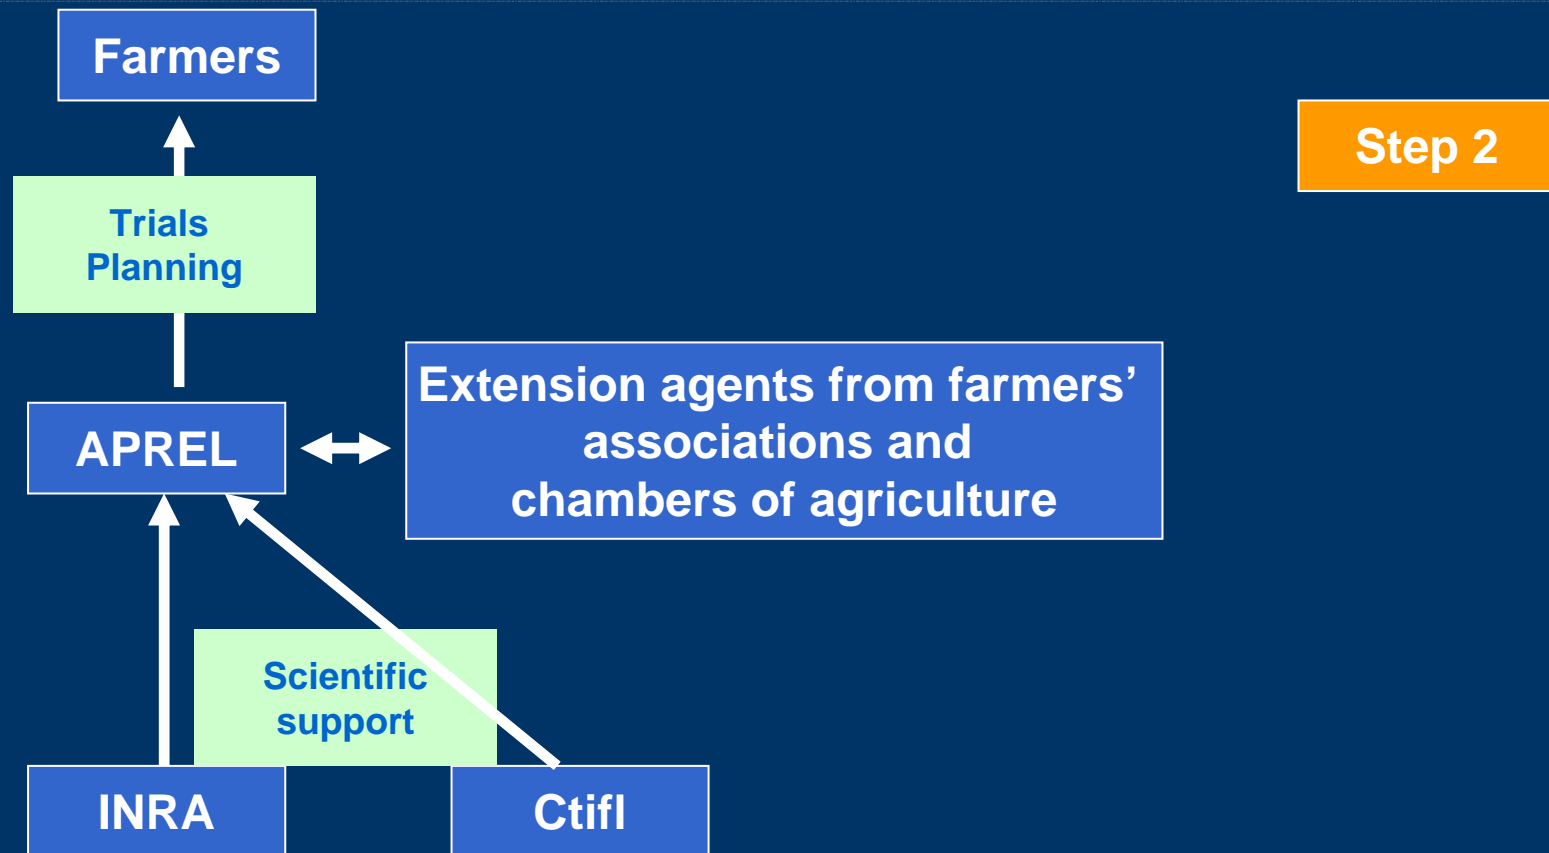 Farmers
Step 2
Trials
Planning
Extension agents from farmers’
associations and
chambers of agriculture
APREL
Scientific
support
INRA
Ctifl